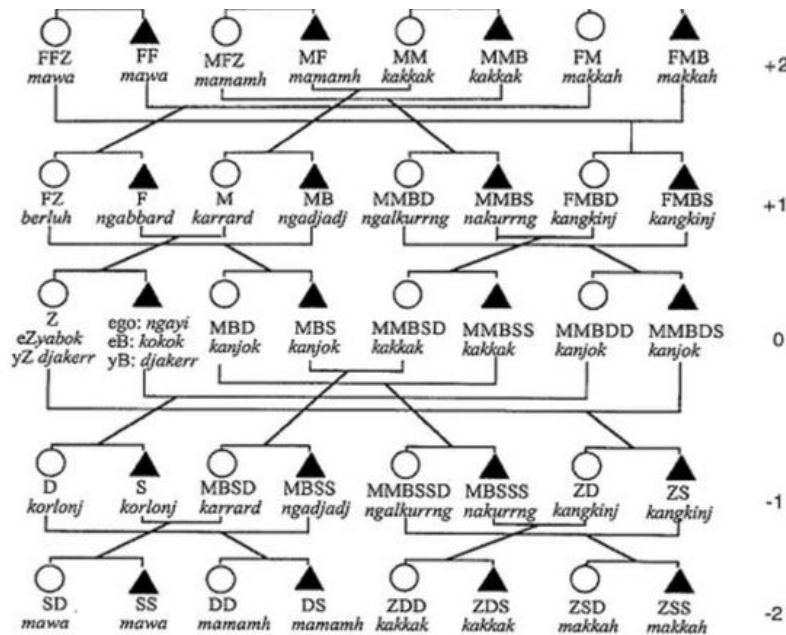 FFZ FF MFZ MF MM MMB FM FMB
mawa mawa mamamh mamamh kakkak kakkak makkah makkah +2
FZ F M MB MMBD MMBS FMBD FMBS
berluh ngabbard karrard ngadjadj ngalkurrng nakurrng kangkinj kangkinj +1
Z ego: ngayi MBD MBS MMBSD MMBSS MMBDD MMBDS
eZyabok eB: kokok kanjok kanjok kakkak kakkak kanjok kanjok 0
yZ djakerr yB: djakerr
D S MBSD MBSS MMBSSD MBSSS ZD ZS
korlonj korlonj karrard ngadjadj ngalkurrng nakurrng kangkinj kangkinj -1
SD SS DD DS ZDD ZDS ZSD ZSS
mawa mawa mamamh mamamh kakkak kakkak makkah makkah -2